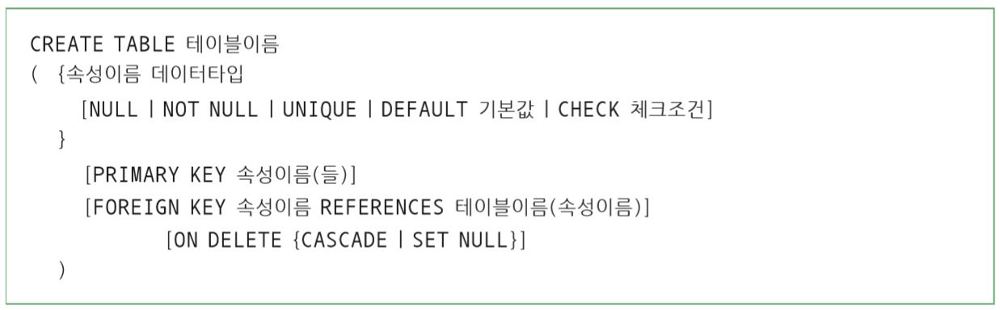 CREATE TABLE 테이블이름
( {속성이름 데이터타입
[NULL | NOT NULL | UNIQUE | DEFAULT 기본값 | CHECK 체크조건]
}
[PRIMARY KEY 속성이름(들)]
[FOREIGN KEY 속성이름 REFERENCES 테이블이름(속성이름)]
[ON DELETE {CASCADE | SET NULL}]
)